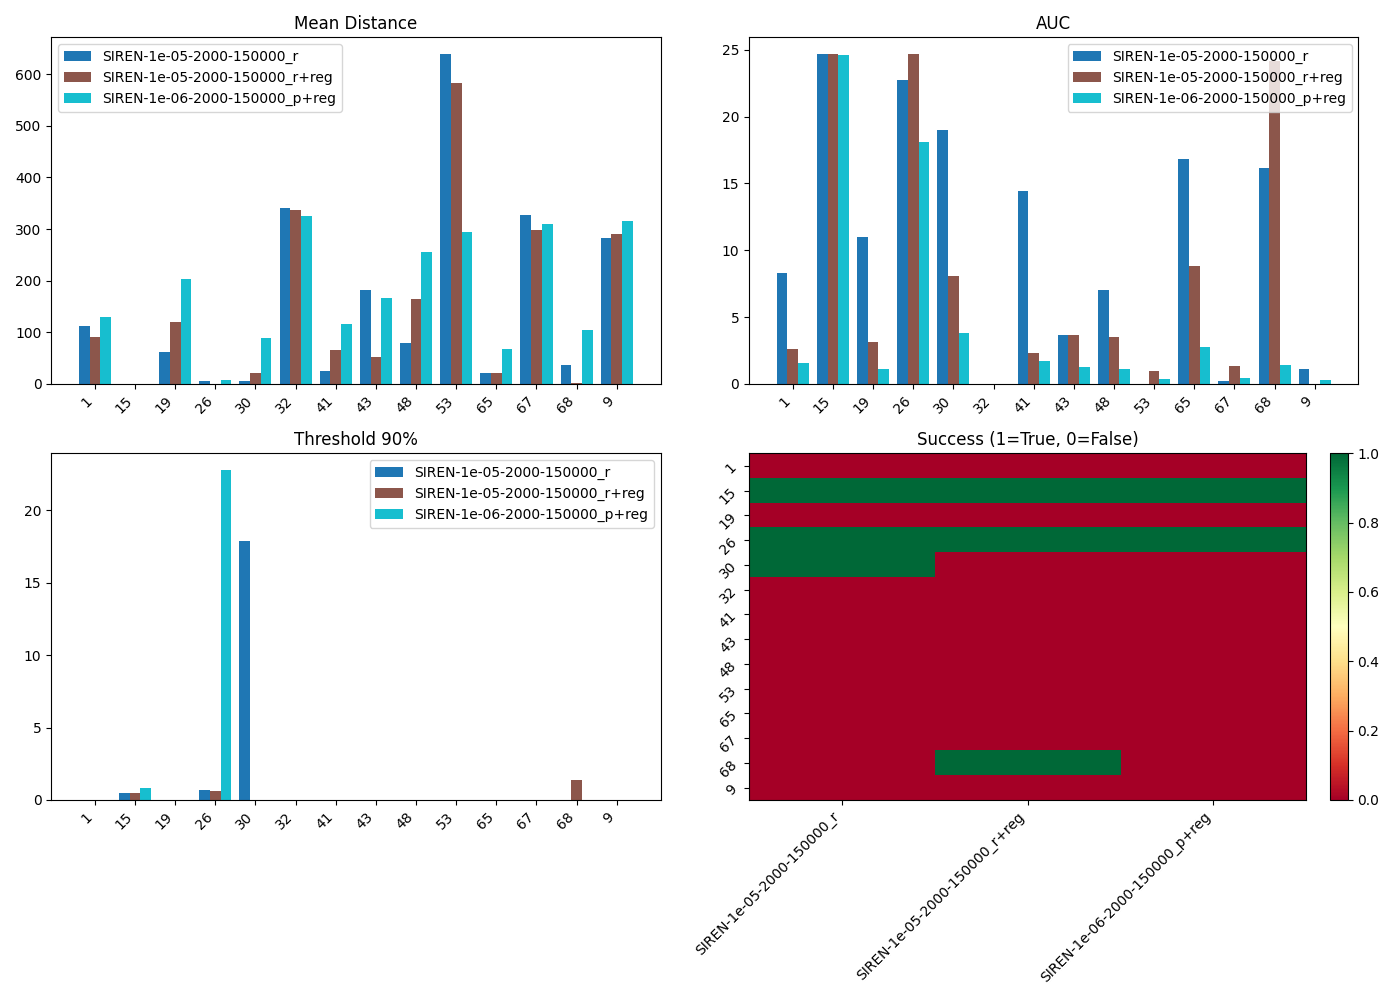 Mean Distance
SIREN-1e-05-2000-150000_r
SIREN-1e-05-2000-150000_r+reg
SIREN-1e-06-2000-150000_p+reg
600
500
400
300
200
100
0
1 15 19 26 30 32 41 43 48 53 65 67 68 9
AUC
SIREN-1e-05-2000-150000_r
SIREN-1e-05-2000-150000_r+reg
SIREN-1e-06-2000-150000_p+reg
25
20
15
10
5
0
1 15 19 26 30 32 41 43 48 53 65 67 68 9
Threshold 90%
SIREN-1e-05-2000-150000_r
SIREN-1e-05-2000-150000_r+reg
SIREN-1e-06-2000-150000_p+reg
20
15
10
5
0
1 15 19 26 30 32 41 43 48 53 65 67 68 9
Success (1=True, 0=False)
1
15
19
26
30
32
41
43
48
53
65
67
68
9
SIREN-1e-05-2000-150000_r
SIREN-1e-05-2000-150000_r+reg
SIREN-1e-06-2000-150000_p+reg
1.0
0.8
0.6
0.4
0.2
0.0